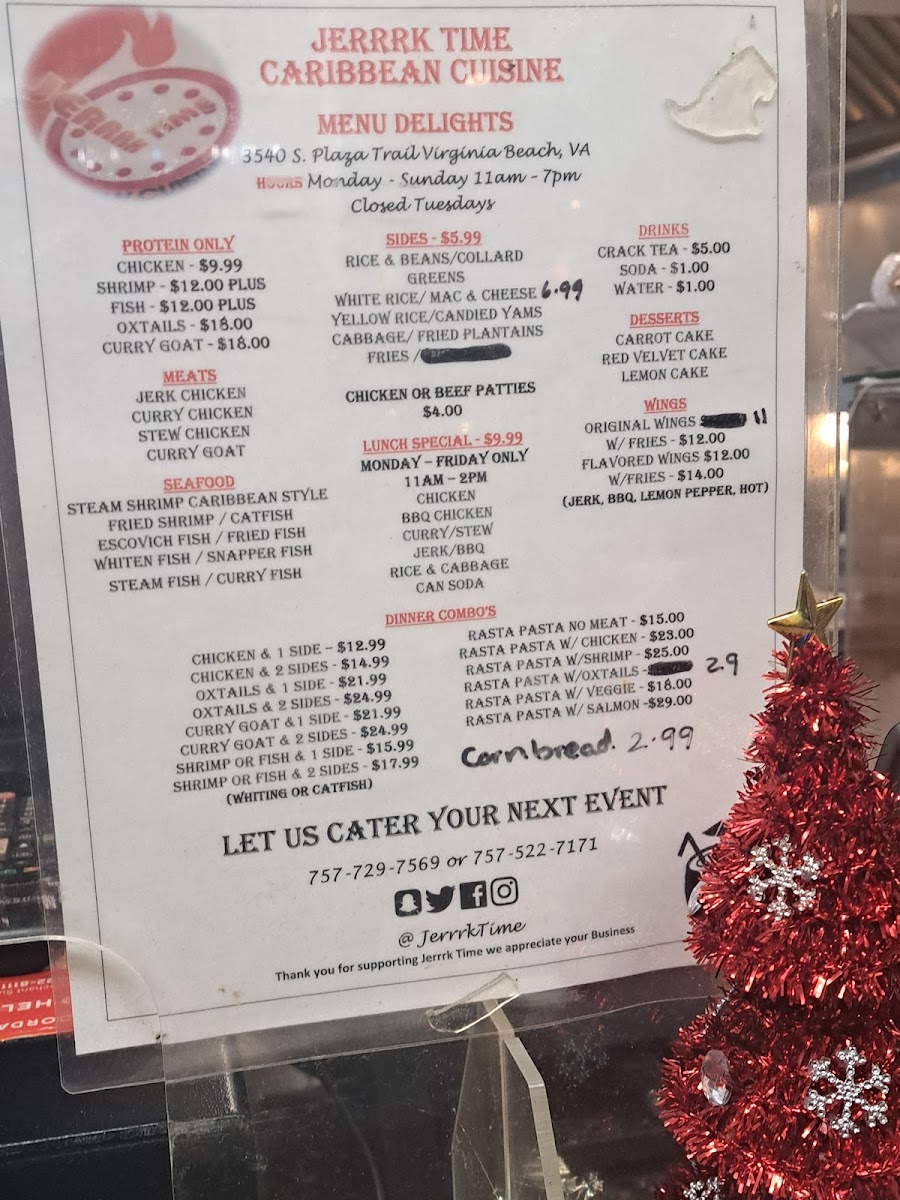 JERRRK TIME
JERRRK TIME
CARIBBEAN CUISINE
MENU DELIGHTS
3540 S. Plaza Trail Virginia Beach, VA
HOURS Monday - Sunday 11am - 7pm
Closed Tuesdays
PROTEIN ONLY
CHICKEN - $9.99
SHRIMP - $12.00 PLUS
FISH - $12.00 PLUS
OXTAILS - $18.00
CURRY GOAT - $18.00
MEATS
JERK CHICKEN
CURRY CHICKEN
STEW CHICKEN
CURRY GOAT
SEAFOOD
STEAM SHRIMP CARIBBEAN STYLE
FRIED SHRIMP / CATFISH
ESCOVICH FISH / FRIED FISH
WHITEN FISH / SNAPPER FISH
STEAM FISH / CURRY FISH
SIDES - $5.99
RICE & BEANS/COLLARD
GREENS
WHITE RICE/ MAC & CHEESE 6.99
YELLOW RICE/CANDIED YAMS
CABBAGE/ FRIED PLANTAINS
FRIES /
CHICKEN OR BEEF PATTIES
$4.00
LUNCH SPECIAL - $9.99
MONDAY – FRIDAY ONLY
11AM – 2PM
CHICKEN
BBQ CHICKEN
CURRY/STEW
JERK/BBQ
RICE & CABBAGE
CAN SODA
DRINKS
CRACK TEA - $5.00
SODA - $1.00
WATER - $1.00
DESSERTS
CARROT CAKE
RED VELVET CAKE
LEMON CAKE
WINGS
ORIGINAL WINGS 11
W/ FRIES - $12.00
FLAVORED WINGS $12.00
W/FRIES - $14.00
(JERK, BBQ, LEMON PEPPER, HOT)
DINNER COMBO'S
CHICKEN & 1 SIDE – $12.99
CHICKEN & 2 SIDES - $14.99
OXTAILS & 1 SIDE - $21.99
OXTAILS & 2 SIDES - $24.99
CURRY GOAT &1 SIDE - $21.99
CURRY GOAT & 2 SIDES - $24.99
SHRIMP OR FISH & 1 SIDE - $15.99
SHRIMP OR FISH & 2 SIDES - $17.99
(WHITING OR CATFISH)
RASTA PASTA NO MEAT - $15.00
RASTA PASTA W/ CHICKEN - $23.00
RASTA PASTA W/SHRIMP - $25.00
RASTA PASTA W/OXTAILS - 29
RASTA PASTA W/ VEGGIE - $18.00
RASTA PASTA W/ SALMON -$29.00
Cornbread. 2.99
LET US CATER YOUR NEXT EVENT
757-729-7569 or 757-522-7171
@ JerrrkTime
Thank you for supporting Jerrrk Time we appreciate your Business